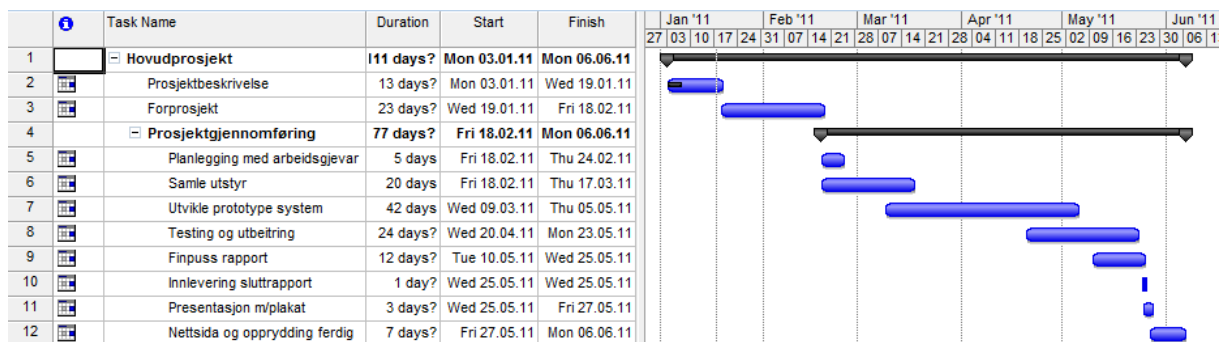 Task Name Duration Start Finish Jan '11 Feb '11 Mar '11 Apr '11 May '11 Jun '11
27 03 10 17 24 31 07 14 21 28 07 14 21 28 04 11 18 25 02 09 16 23 30 06
1 Hovudprosjekt 111 days? Mon 03.01.11 Mon 06.06.11
2 Prosjektbeskrivelse 13 days? Mon 03.01.11 Wed 19.01.11
3 Forprosjekt 23 days? Wed 19.01.11 Fri 18.02.11
4 Prosjektgjennomføring 77 days? Fri 18.02.11 Mon 06.06.11
5 Planlegging med arbeidsgjevar 5 days Fri 18.02.11 Thu 24.02.11
6 Samle utstyr 20 days Fri 18.02.11 Thu 17.03.11
7 Utvikle prototype system 42 days Wed 09.03.11 Thu 05.05.11
8 Testing og utbeitring 24 days? Wed 20.04.11 Mon 23.05.11
9 Finpuss rapport 12 days? Tue 10.05.11 Wed 25.05.11
10 Innlevering sluttrapport 1 day? Wed 25.05.11 Wed 25.05.11
11 Presentasjon m/plakat 3 days? Wed 25.05.11 Fri 27.05.11
12 Nettsida og opprydding ferdig 7 days? Fri 27.05.11 Mon 06.06.11